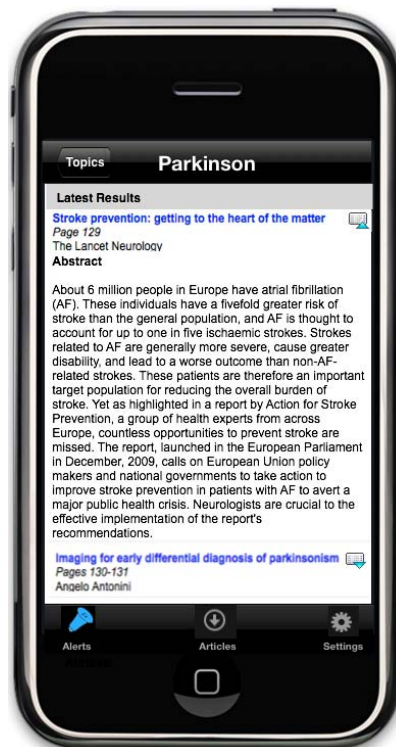 Topics
Parkinson
Latest Results
Stroke prevention: getting to the heart of the matter
Page 129
The Lancet Neurology
Abstract
About 6 million people in Europe have atrial fibrillation
(AF). These individuals have a fivefold greater risk of
stroke than the general population, and AF is thought to
account for up to one in five ischaemic strokes. Strokes
related to AF are generally more severe, cause greater
disability, and lead to a worse outcome than non-AF-
related strokes. These patients are therefore an important
target population for reducing the overall burden of
stroke. Yet as highlighted in a report by Action for Stroke
Prevention, a group of health experts from across
Europe, countless opportunities to prevent stroke are
missed. The report, launched in the European Parliament
in December, 2009, calls on European Union policy
makers and national governments to take action to
improve stroke prevention in patients with AF to avert a
major public health crisis. Neurologists are crucial to the
effective implementation of the report's
recommendations.
Imaging for early differential diagnosis of parkinsonism
Pages 130-131
Angelo Antonini
Alerts
Articles
Settings